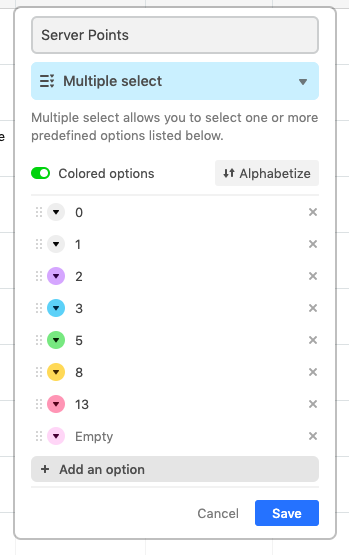 Server Points
Multiple select
Multiple select allows you to select one or more
predefined options listed below.
e
Colored options
Alphabetize
0
1
2
3
5
8
13
Empty
+ Add an option
Cancel
Save